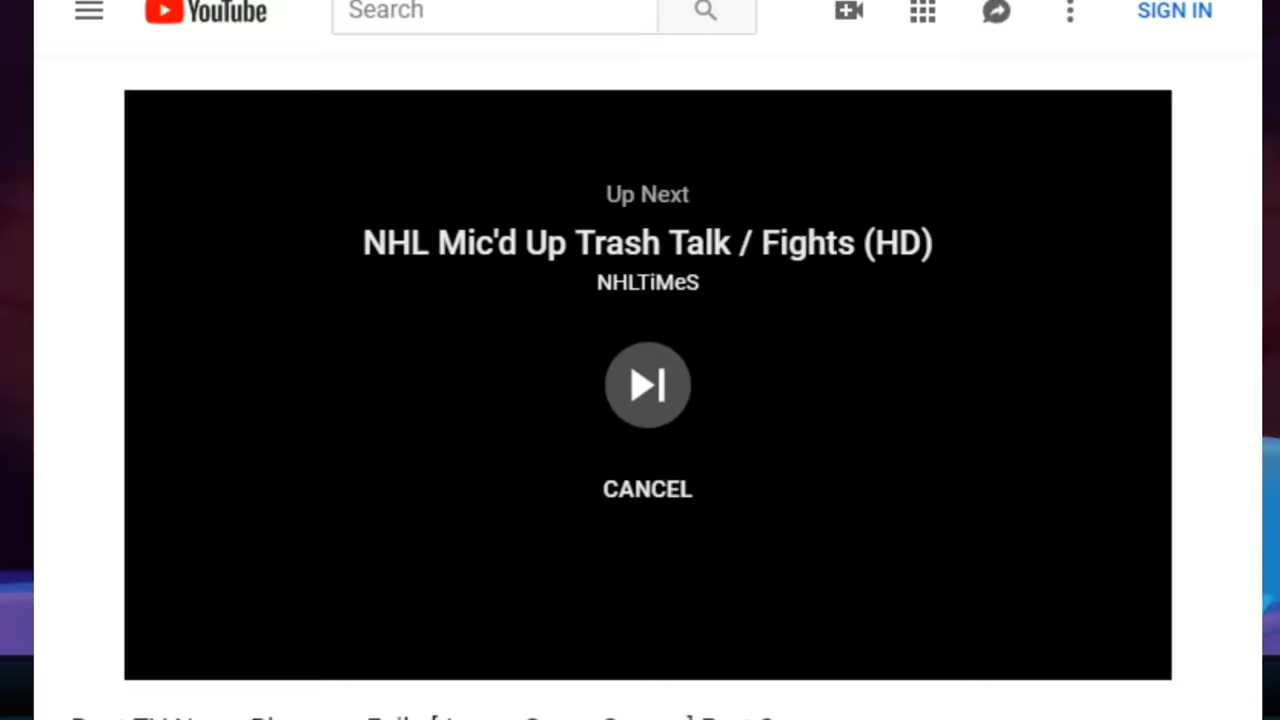 YouTube Search SIGN IN
Up Next
NHL Mic'd Up Trash Talk / Fights (HD)
NHLTiMeS
CANCEL